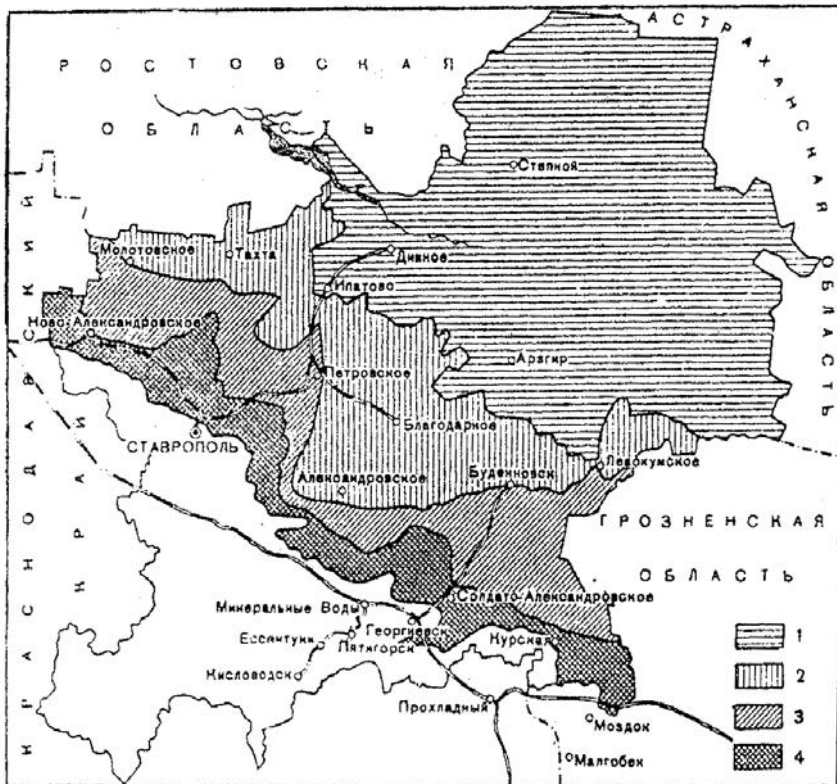 РОСТОВСКАЯ
ОБЛАСТЬ
АСТРАХАНСКАЯ
ОБЛАСТЬ
Степной
Молотовское
Тахта
Дивное
Ипатово
КРАСНОДАРСКИЙ
КРАЙ
Ново-Александровское
Арзгир
Петровское
Благодарное
СТАВРОПОЛЬ
Александровское
Буденновск
Левокумское
ГРОЗНЕНСКАЯ
ОБЛАСТЬ
Солдато-Александровское
Минеральные Воды
Георгиевск
Ессентуки
Пятигорск
Курская
Кисловодск
Прохладный
Моздок
Малгобек
1
2
3
4